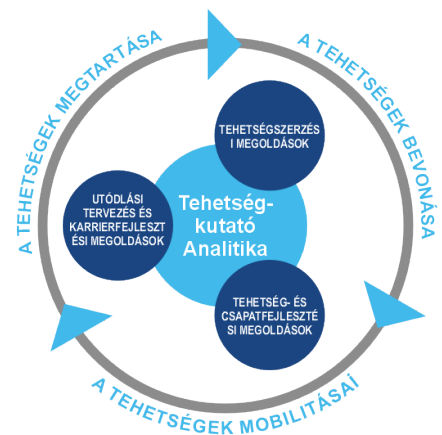 A TEHETSÉGEK MEGTARTÁSA
A TEHETSÉGEK BEVONÁSA
TEHETSÉGSZERZÉS
I MEGOLDÁSOK
UTÓDLÁSI
TERVEZÉS ÉS
KARRIERFEJLESZT
ÉSI MEGOLDÁSOK
Tehetség-
kutató
Analitika
TEHETSÉG- ÉS
CSAPATFEJLESZTÉ
SI MEGOLDÁSOK
A TEHETSÉGEK MOBILITÁSAÍ